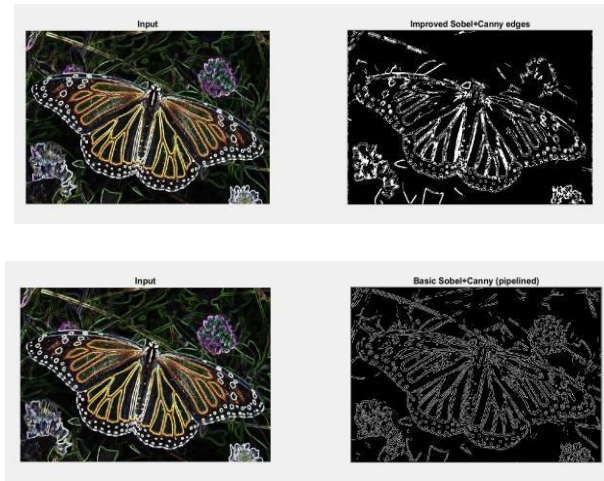 Input
Improved Sobel+Canny edges
Input
Basic Sobel+Canny (pipelined)